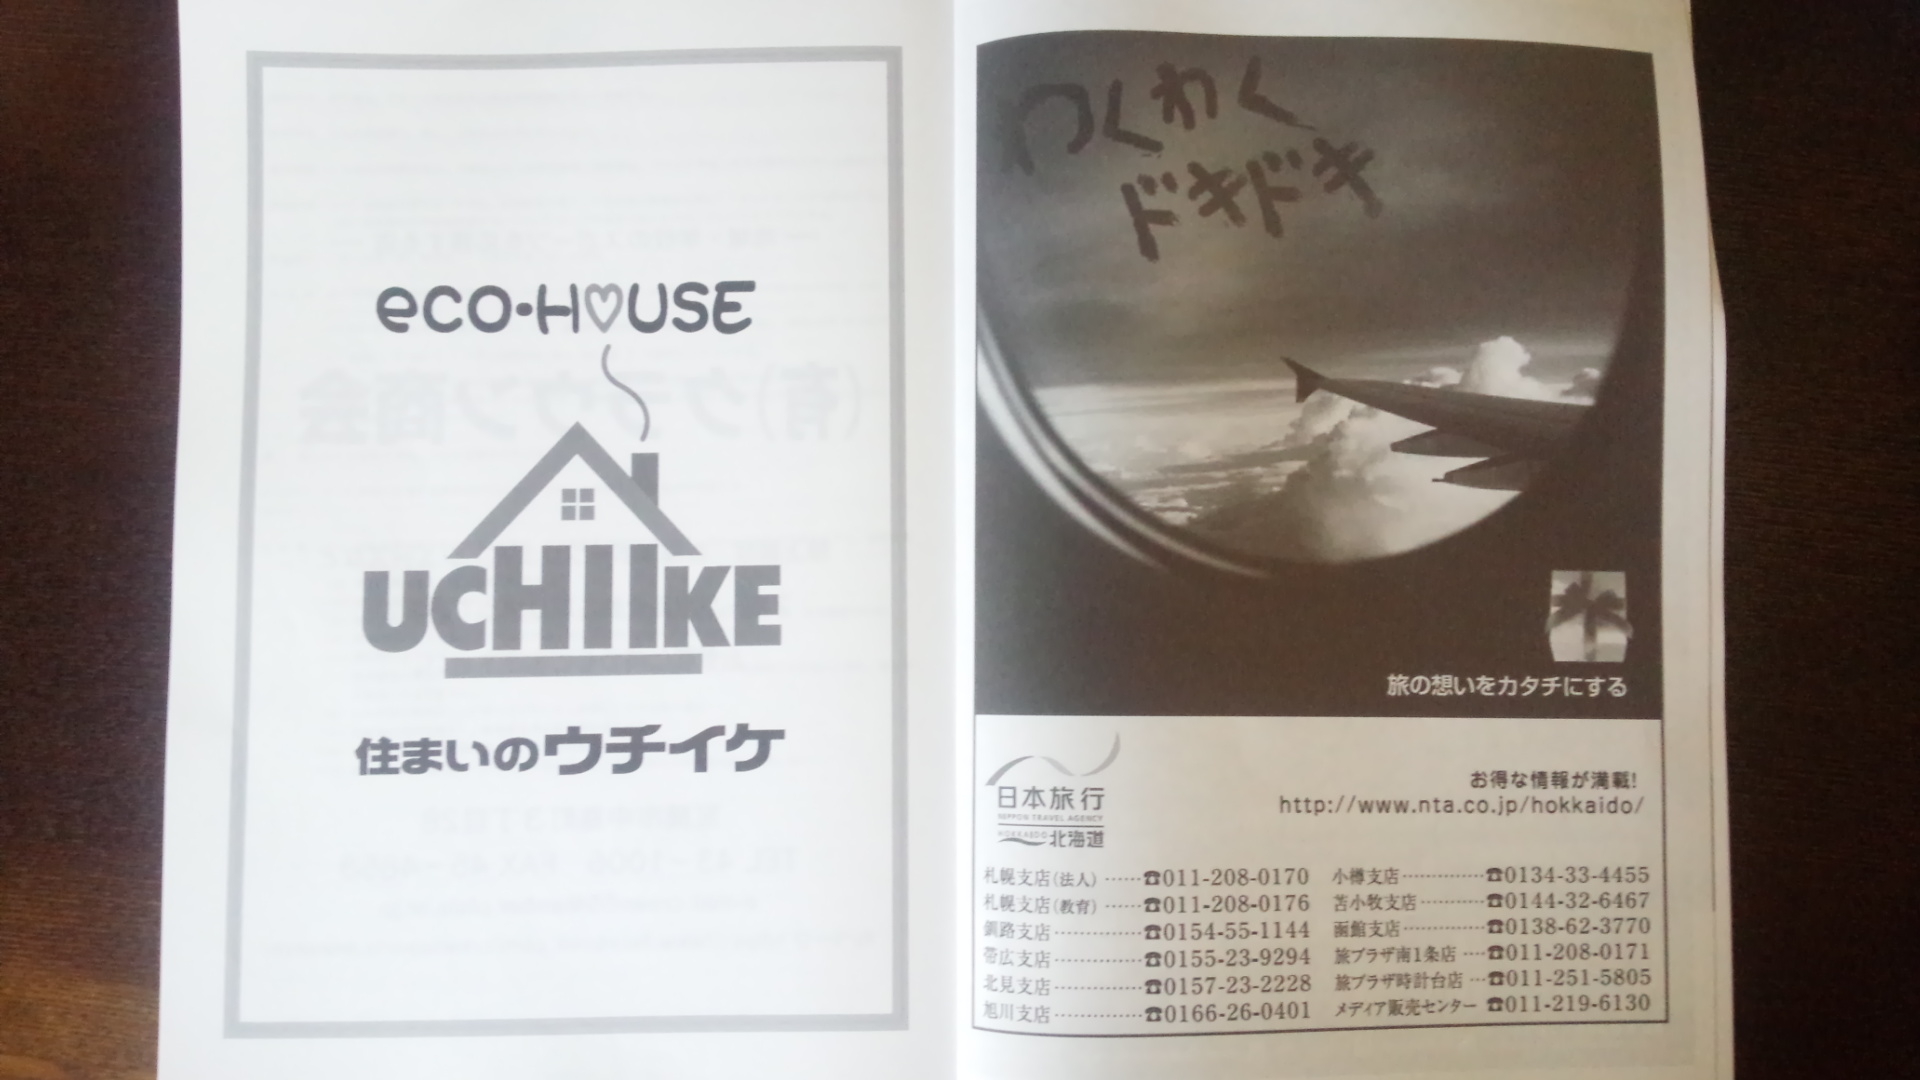 eco・HOUSE
UCHIIKE
住まいのウチイケ
わくわく
ドキドキ
旅の想いをカタチにする
日本旅行
NIPPON TRAVEL AGENCY
HOKKAIDO 北海道
お得な情報が満載!
http://www.nta.co.jp/hokkaido/
札幌支店(法人)……☎011-208-0170
札幌支店(教育)……☎011-208-0176
釧路支店…………☎0154-55-1144
帯広支店…………☎0155-23-9294
北見支店…………☎0157-23-2228
旭川支店…………☎0166-26-0401
小樽支店…………☎0134-33-4455
苫小牧支店………☎0144-32-6467
函館支店…………☎0138-62-3770
旅プラザ南1条店…☎011-208-0171
旅プラザ時計台店…☎011-251-5805
メディア販売センター ☎011-219-6130